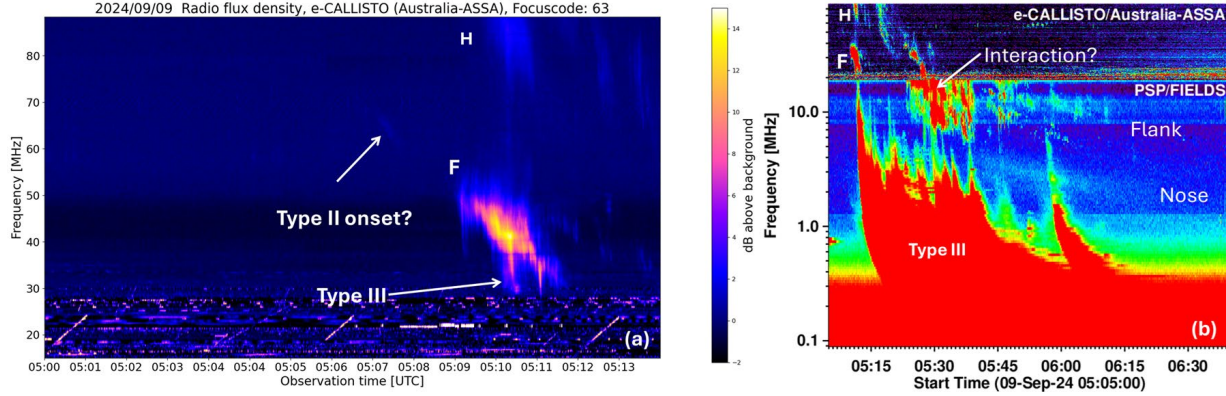 2024/09/09 Radio flux density, e-CALLISTO (Australia-ASSA), Focuscode: 63
H
F
Type II onset?
Type III
(a)
Frequency [MHz]
80
70
60
50
40
30
20
05:00 05:01 05:02 05:03 05:04 05:05 05:06 05:07 05:08 05:09 05:10 05:11 05:12 05:13
Observation time [UTC]
14
12
10
8
6
4
2
0
−2
dB above background
H
e-CALLISTO/Australia-ASSA
F
Interaction?
PSP/FIELDS
Flank
Nose
Type III
(b)
Frequency [MHz]
10.0
1.0
0.1
05:15 05:30 05:45 06:00 06:15 06:30
Start Time (09-Sep-24 05:05:00)